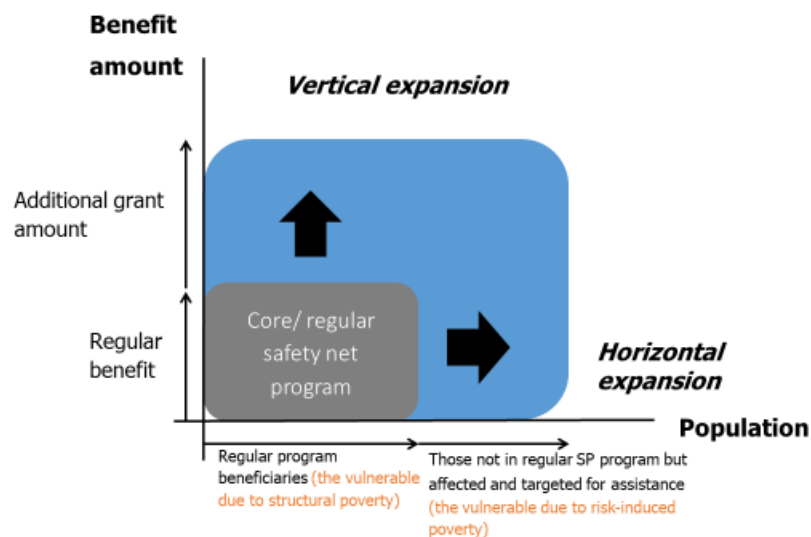 Benefit
amount
Vertical expansion
Additional grant
amount
Regular
benefit
Core/ regular
safety net
program
Horizontal
expansion
Population
Regular program
beneficiaries (the vulnerable
due to structural poverty)
Those not in regular SP program but
affected and targeted for assistance
(the vulnerable due to risk-induced
poverty)